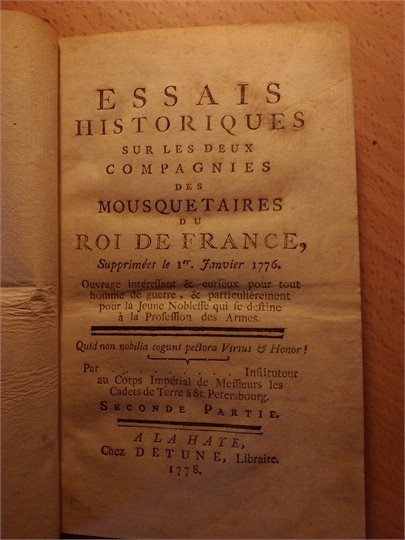 ESSAIS
HISTORIQUES
SUR LES DEUX
COMPAGNIES
DES
MOUSQUETAIRES
DU
ROI DE FRANCE,
Supprimées le 1er. Janvier 1776.
Ouvrage intéreſſant & curieux pour tout
homme de guerre, & particulièrement
pour la Jeune Nobleſſe qui ſe deſtine
à la Profeſſion des Armes.
Quid non nobilia cogunt pectora Virtus & Honor!
Par . . . . . . . . . . Inſtituteur
au Corps Impérial de Meſſieurs les
Cadets de Terre à St. Petersbourg.
SECONDE PARTIE.
A LA HAIE,
Chez DETUNE, Libraire.
1778.